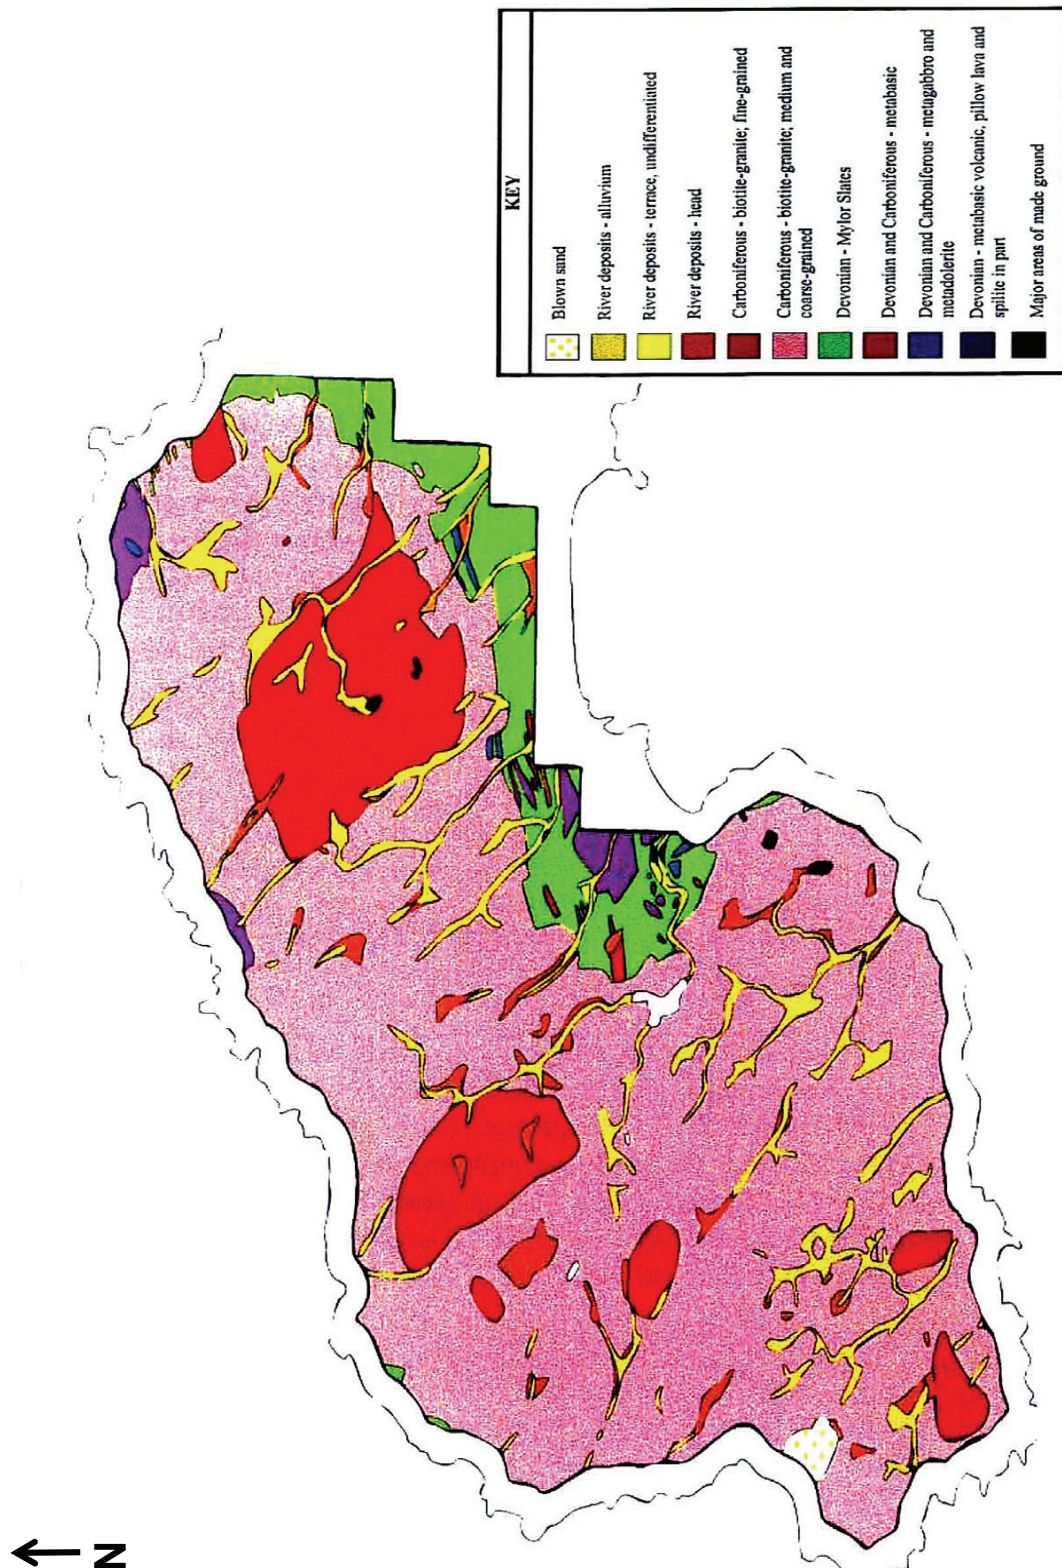 KEY
Blown sand
River deposits - alluvium
River deposits - terrace, undifferentiated
River deposits - head
Carboniferous - biotite-granite; fine-grained
Carboniferous - biotite-granite; medium and
coarse-grained
Devonian - Mylor Slates
Devonian and Carboniferous - metabasic
Devonian and Carboniferous - metagabbro and
metadolerite
Devonian - metabasic volcanic, pillow lava and
spilite in part
Major areas of made ground
N